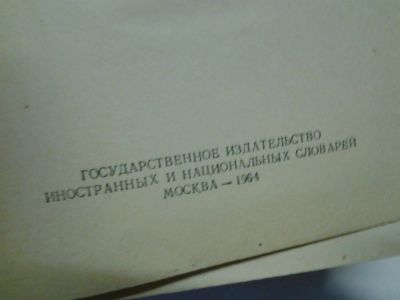 ГОСУДАРСТВЕННОЕ ИЗДАТЕЛЬСТВО
ИНОСТРАННЫХ И НАЦИОНАЛЬНЫХ СЛОВАРЕЙ
МОСКВА — 1964